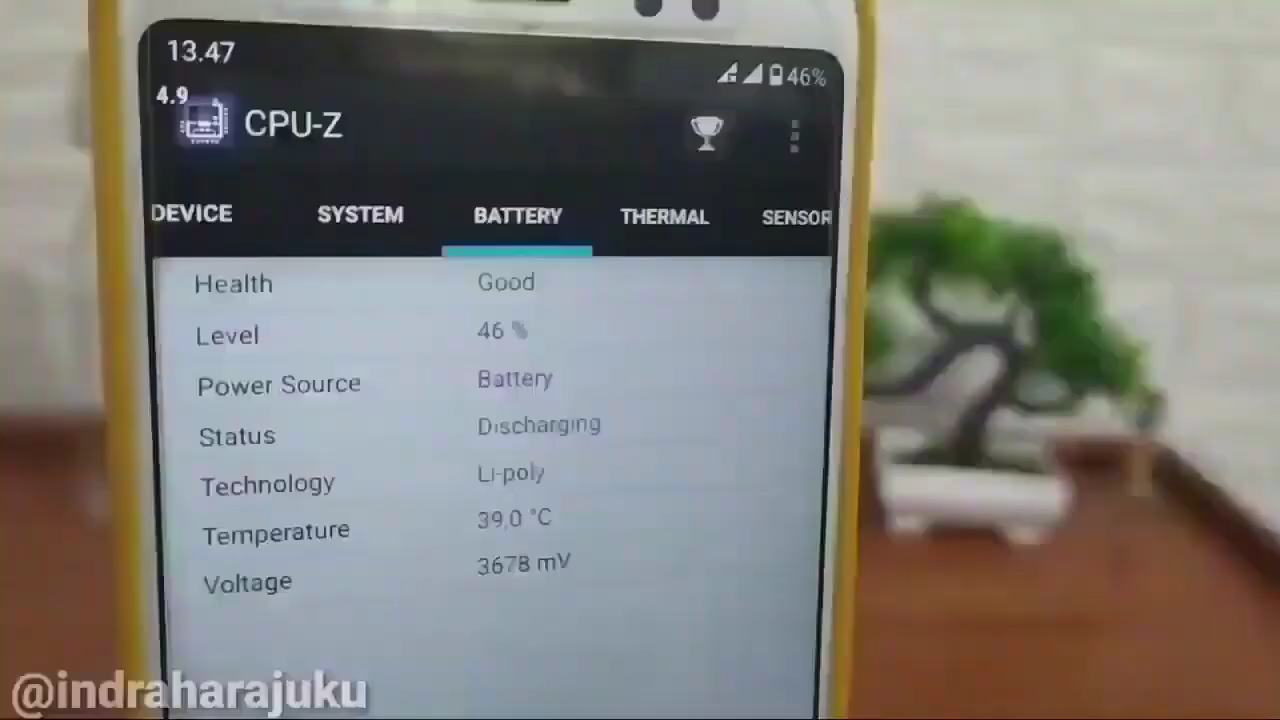 13.47
46%
4.9
CPU-Z
DEVICE SYSTEM BATTERY THERMAL SENSOR
Health Good
Level 46 %
Power Source Battery
Status Discharging
Technology Li-poly
Temperature 39,0 °C
Voltage 3678 mV
@indraharajuku